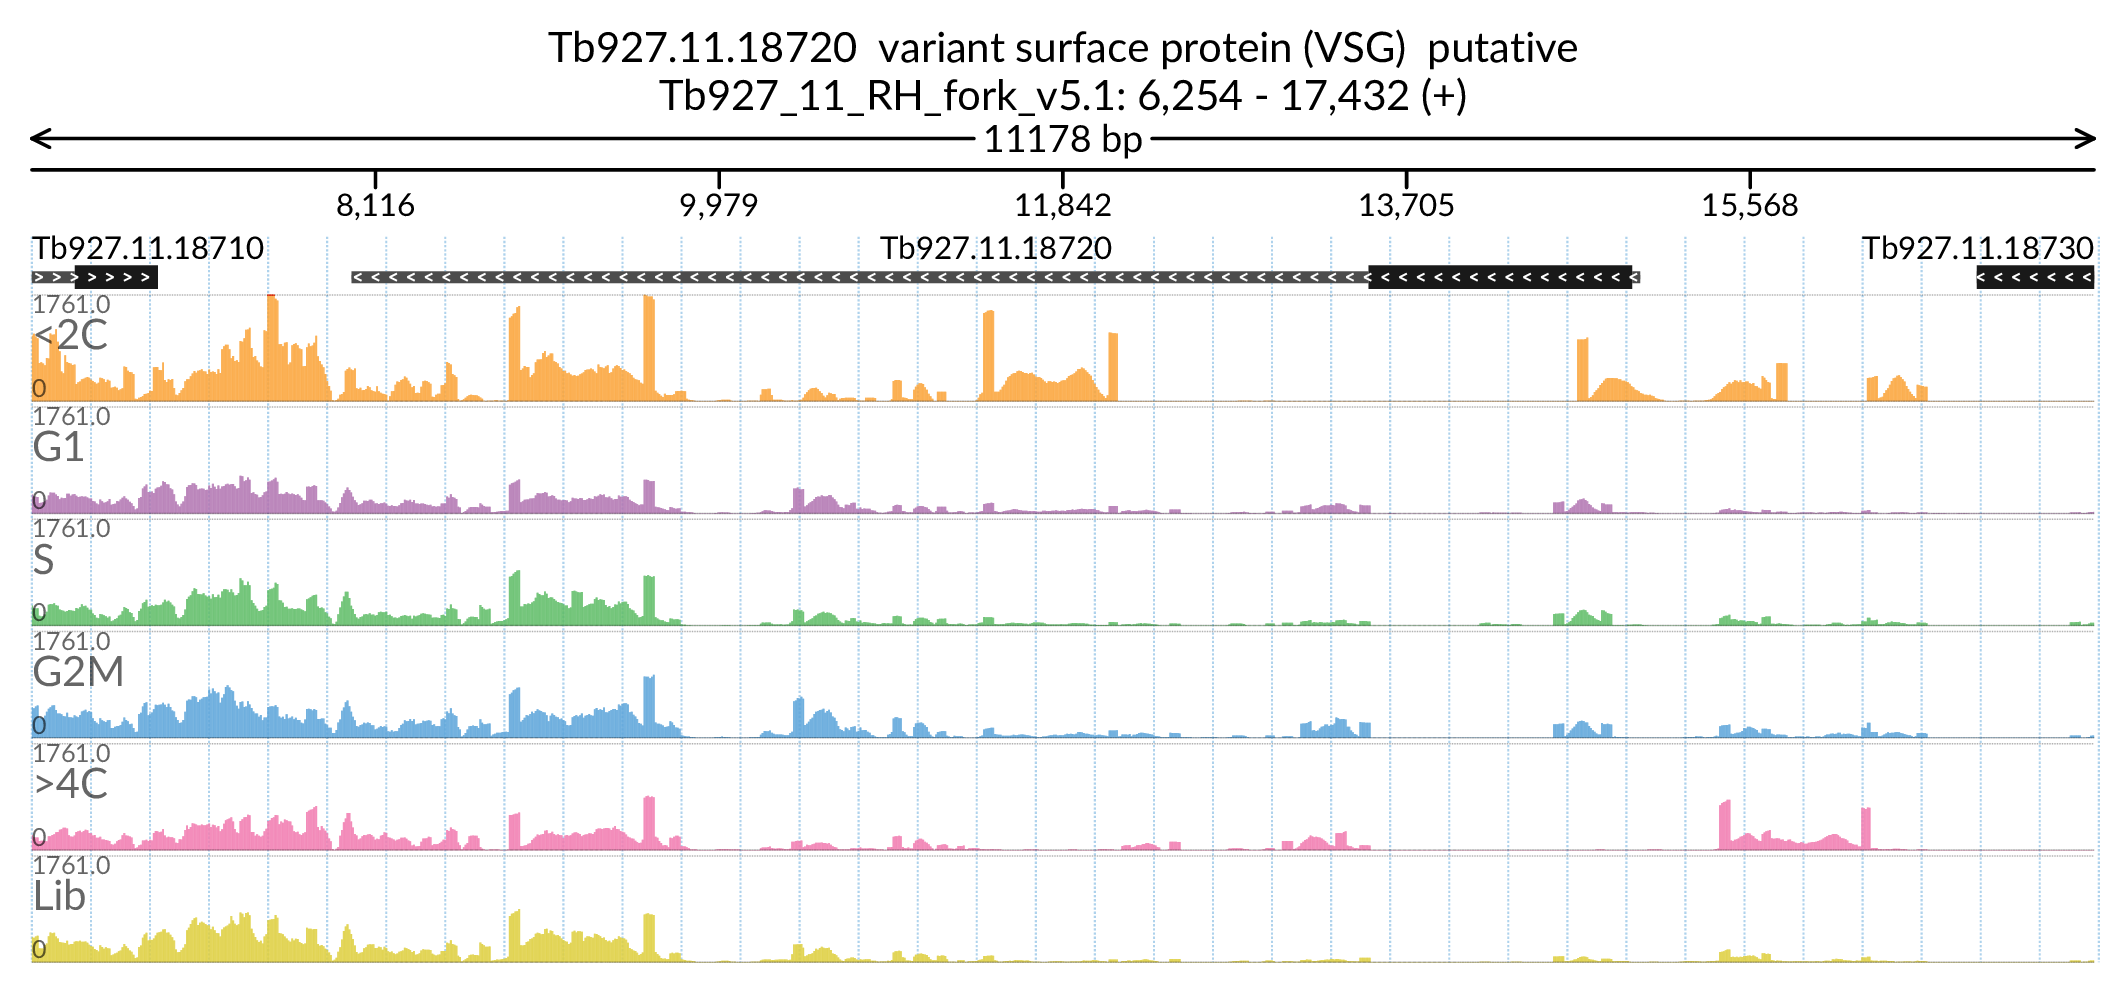 Tb927.11.18720  variant surface protein (VSG)  putative
Tb927_11_RH_fork_v5.1: 6,254 - 17,432 (+)
11178 bp
8,116 9,979 11,842 13,705 15,568
Tb927.11.18710 Tb927.11.18720 Tb927.11.18730
1761.0
<2C
0
1761.0
G1
0
1761.0
S
0
1761.0
G2M
0
1761.0
>4C
0
1761.0
Lib
0